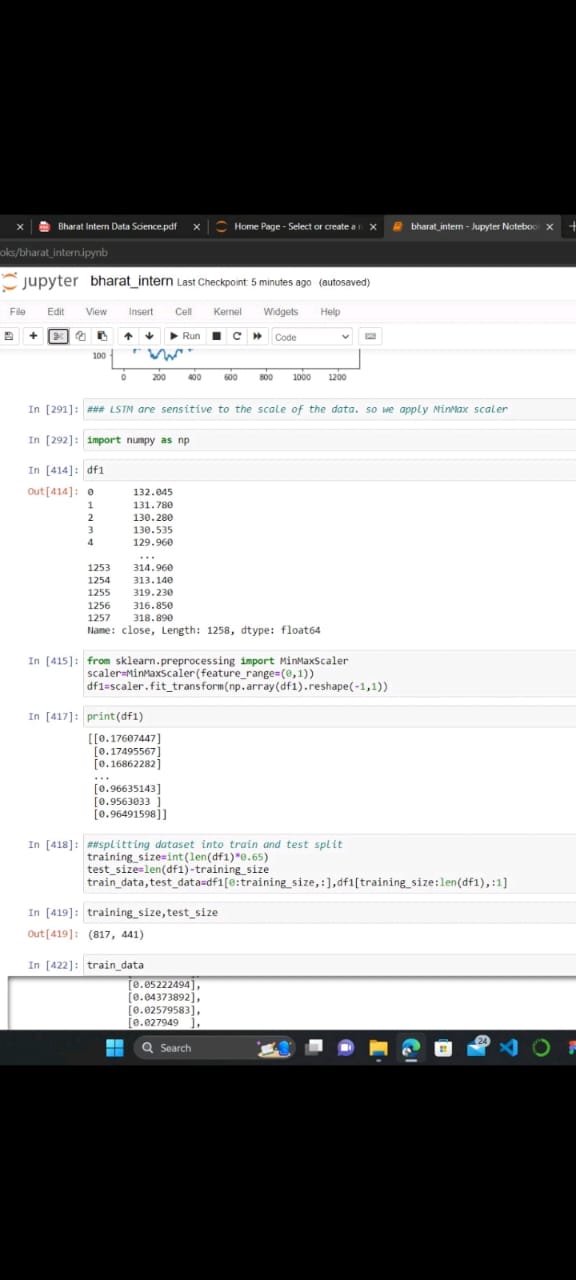 Bharat Intern Data Science.pdf
Home Page - Select or create a n
bharat_intern - Jupyter Noteboo
oks/bharat_intern.ipynb
jupyter bharat_intern Last Checkpoint: 5 minutes ago (autosaved)
File Edit View Insert Cell Kernel Widgets Help
Run Code
100
0 200 400 600 800 1000 1200
In [291]: ### LSTM are sensitive to the scale of the data. so we apply MinMax scaler
In [292]: import numpy as np
In [414]: df1
Out[414]: 0 132.045
1 131.780
2 130.280
3 130.535
4 129.960
...
1253 314.960
1254 313.140
1255 319.230
1256 316.850
1257 318.890
Name: close, Length: 1258, dtype: float64
In [415]: from sklearn.preprocessing import MinMaxScaler
scaler=MinMaxScaler(feature_range=(0,1))
df1=scaler.fit_transform(np.array(df1).reshape(-1,1))
In [417]: print(df1)
[[0.17607447]
[0.17495567]
[0.16862282]
...
[0.96635143]
[0.9563033 ]
[0.96491598]]
In [418]: ##splitting dataset into train and test split
training_size=int(len(df1)*0.65)
test_size=len(df1)-training_size
train_data,test_data=df1[0:training_size,:],df1[training_size:len(df1),:1]
In [419]: training_size,test_size
Out[419]: (817, 441)
In [422]: train_data
[0.05222494],
[0.04373892],
[0.02579583],
[0.027949 ],
Search
24